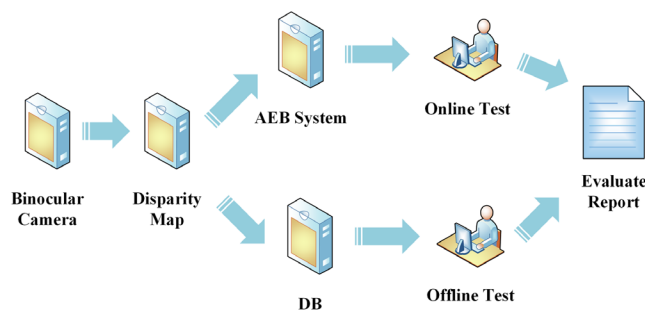 AEB System
Online Test
Binocular
Camera
Disparity
Map
Evaluate
Report
DB
Offline Test